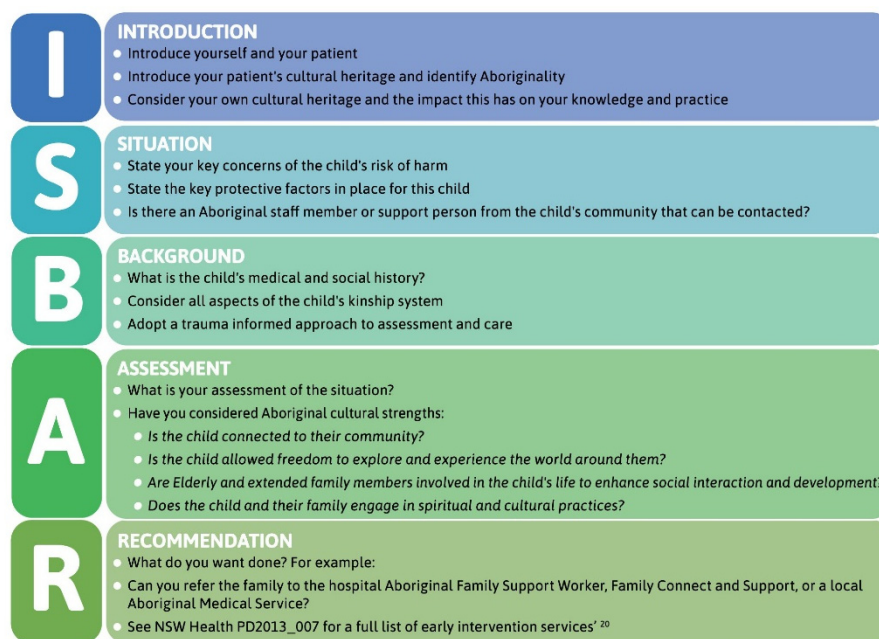 I
INTRODUCTION
Introduce yourself and your patient
Introduce your patient's cultural heritage and identify Aboriginality
Consider your own cultural heritage and the impact this has on your knowledge and practice
S
SITUATION
State your key concerns of the child's risk of harm
State the key protective factors in place for this child
Is there an Aboriginal staff member or support person from the child's community that can be contacted?
B
BACKGROUND
What is the child's medical and social history?
Consider all aspects of the child's kinship system
Adopt a trauma informed approach to assessment and care
A
ASSESSMENT
What is your assessment of the situation?
Have you considered Aboriginal cultural strengths:
Is the child connected to their community?
Is the child allowed freedom to explore and experience the world around them?
Are Elderly and extended family members involved in the child's life to enhance social interaction and development?
Does the child and their family engage in spiritual and cultural practices?
R
RECOMMENDATION
What do you want done? For example:
Can you refer the family to the hospital Aboriginal Family Support Worker, Family Connect and Support, or a local
Aboriginal Medical Service?
See NSW Health PD2013_007 for a full list of early intervention services’ 20